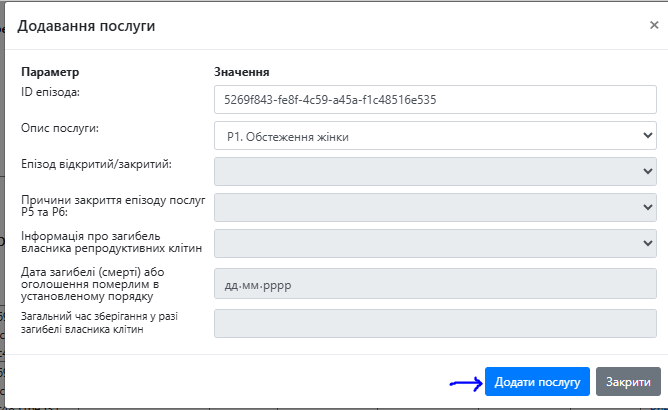 Додавання послуги
×
Параметр Значення
ID епізода: 5269f843-fe8f-4c59-a45a-f1c48516e535
Опис послуги: P1. Обстеження жінки
Епізод відкритий/закритий:
Причини закриття епізоду послуг
P5 та P6:
Інформація про загибель
власника репродуктивних клітин
Дата загибелі (смерті) або
оголошення померлим в
установленому порядку
дд.мм.рррр
Загальний час зберігання у разі
загибелі власника клітин
Додати послугу Закрити